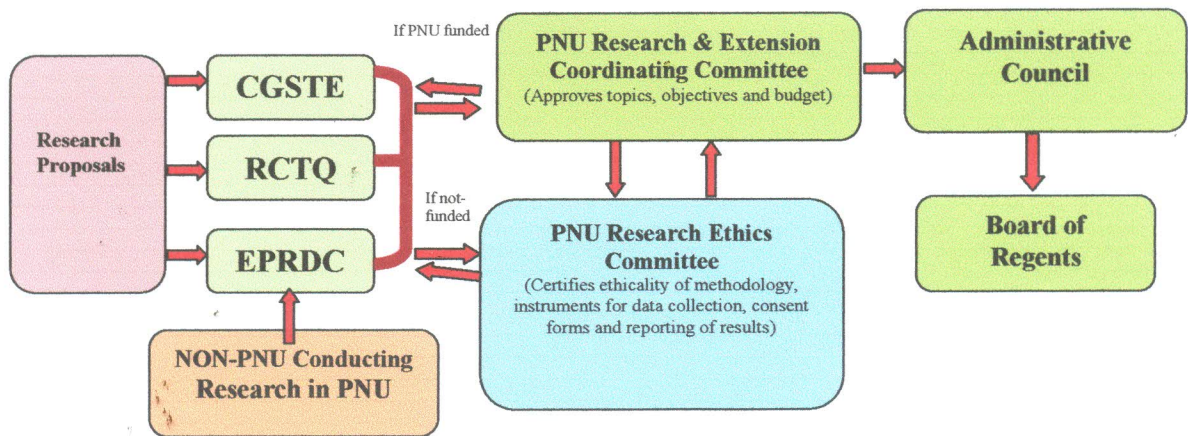 Research
Proposals
CGSTE
RCTQ
EPRDC
NON-PNU Conducting
Research in PNU
If PNU funded
If not-
funded
PNU Research & Extension
Coordinating Committee
(Approves topics, objectives and budget)
PNU Research Ethics
Committee
(Certifies ethicality of methodology,
instruments for data collection, consent
forms and reporting of results)
Administrative
Council
Board of
Regents